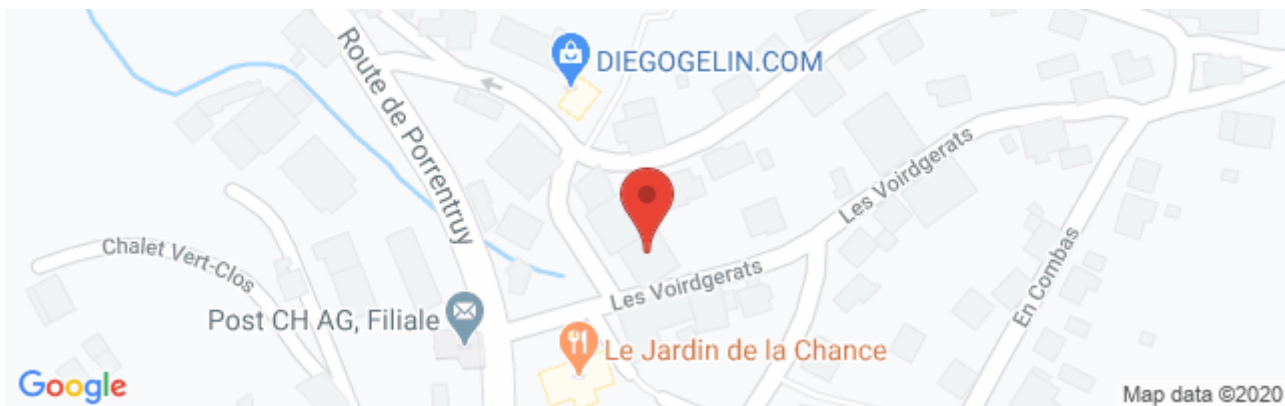 DIEGOGELIN.COM
Route de Porrentruy
Les Voirdgerats
Chalet Vert-Clos
Les Voirdgerats
En Combas
Post CH AG, Filiale
Le Jardin de la Chance
Google
Map data ©2020